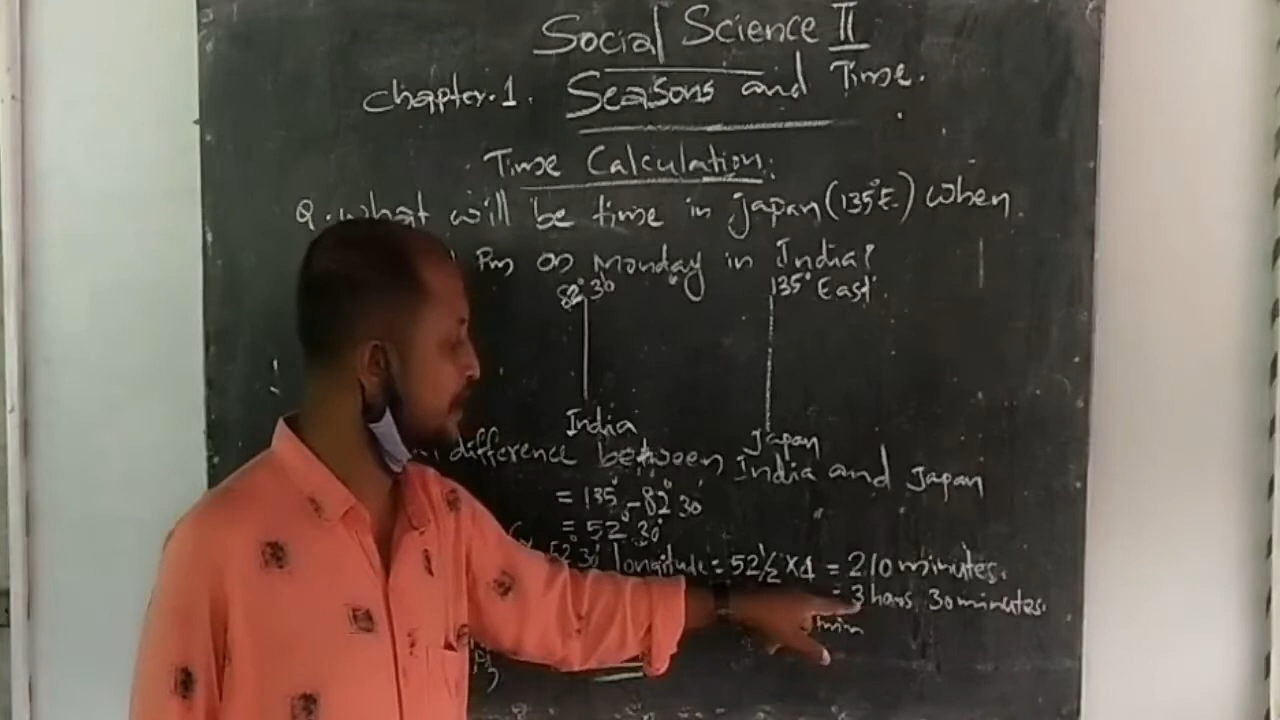 Social Science II
Chapter.1. Seasons and Time.
Time Calculation:
Q. what will be time in Japan (135°E.) when
Pm on Monday in India?
82°30 135° East.
India Japan
difference between India and Japan
= 135° - 82° 30
= 52° 30
52 30 longitude = 52½ × 4 = 210 minutes.
= 3 hours 30 minutes.